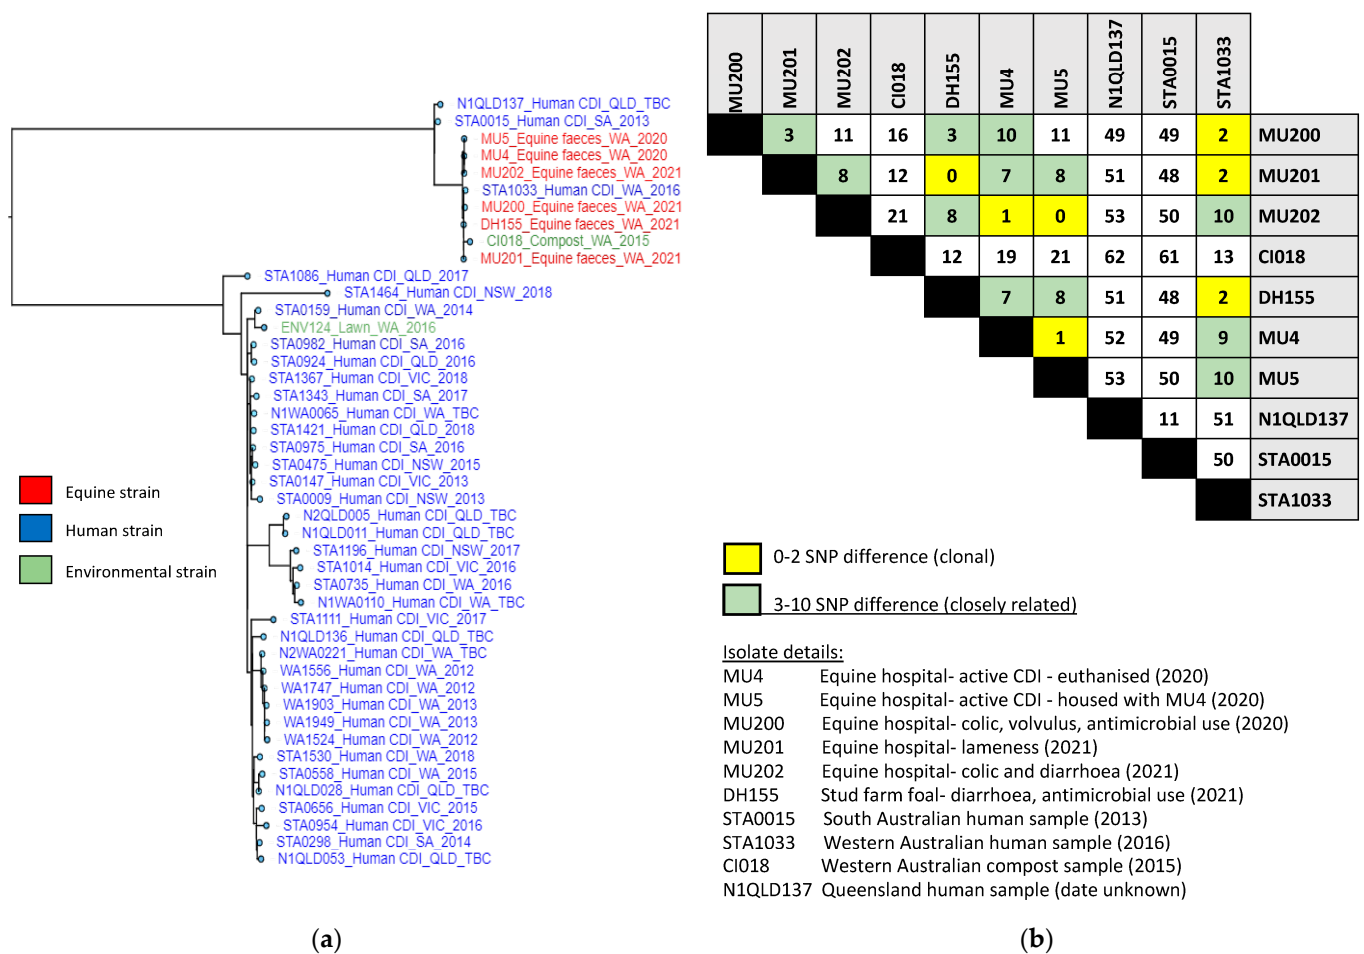 N1QLD137_Human CDI_QLD_TBC
STA0015_Human CDI_SA_2013
MU5_Equine faeces_WA_2020
MU4_Equine faeces_WA_2020
MU202_Equine faeces_WA_2021
STA1033_Human CDI_WA_2016
MU200_Equine faeces_WA_2021
DH155_Equine faeces_WA_2021
CI018_Compost_WA_2015
MU201_Equine faeces_WA_2021
STA1086_Human CDI_QLD_2017
STA1464_Human CDI_NSW_2018
STA0159_Human CDI_WA_2014
ENV124_Lawn_WA_2016
STA0982_Human CDI_SA_2016
STA0924_Human CDI_QLD_2016
STA1367_Human CDI_VIC_2018
STA1343_Human CDI_SA_2017
N1WA0065_Human CDI_WA_TBC
STA1421_Human CDI_QLD_2018
STA0975_Human CDI_SA_2016
STA0475_Human CDI_NSW_2015
STA0147_Human CDI_VIC_2013
STA0009_Human CDI_NSW_2013
N2QLD005_Human CDI_QLD_TBC
N1QLD011_Human CDI_QLD_TBC
STA1196_Human CDI_NSW_2017
STA1014_Human CDI_VIC_2016
STA0735_Human CDI_WA_2016
N1WA0110_Human CDI_WA_TBC
STA1111_Human CDI_VIC_2017
N1QLD136_Human CDI_QLD_TBC
N2WA0221_Human CDI_WA_TBC
WA1556_Human CDI_WA_2012
WA1747_Human CDI_WA_2012
WA1903_Human CDI_WA_2013
WA1949_Human CDI_WA_2013
WA1524_Human CDI_WA_2012
STA1530_Human CDI_WA_2018
STA0558_Human CDI_WA_2015
N1QLD028_Human CDI_QLD_TBC
STA0656_Human CDI_VIC_2015
STA0954_Human CDI_VIC_2016
STA0298_Human CDI_SA_2014
N1QLD053_Human CDI_QLD_TBC
Equine strain
Human strain
Environmental strain
(a)
MU200 MU201 MU202 CI018 DH155 MU4 MU5 N1QLD137 STA0015 STA1033
3 11 16 3 10 11 49 49 2 MU200
8 12 0 7 8 51 48 2 MU201
21 8 1 0 53 50 10 MU202
12 19 21 62 61 13 CI018
7 8 51 48 2 DH155
1 52 49 9 MU4
53 50 10 MU5
11 51 N1QLD137
50 STA0015
STA1033
0-2 SNP difference (clonal)
3-10 SNP difference (closely related)
Isolate details:
MU4 Equine hospital- active CDI - euthanised (2020)
MU5 Equine hospital- active CDI - housed with MU4 (2020)
MU200 Equine hospital- colic, volvulus, antimicrobial use (2020)
MU201 Equine hospital- lameness (2021)
MU202 Equine hospital- colic and diarrhoea (2021)
DH155 Stud farm foal- diarrhoea, antimicrobial use (2021)
STA0015 South Australian human sample (2013)
STA1033 Western Australian human sample (2016)
CI018 Western Australian compost sample (2015)
N1QLD137 Queensland human sample (date unknown)
(b)